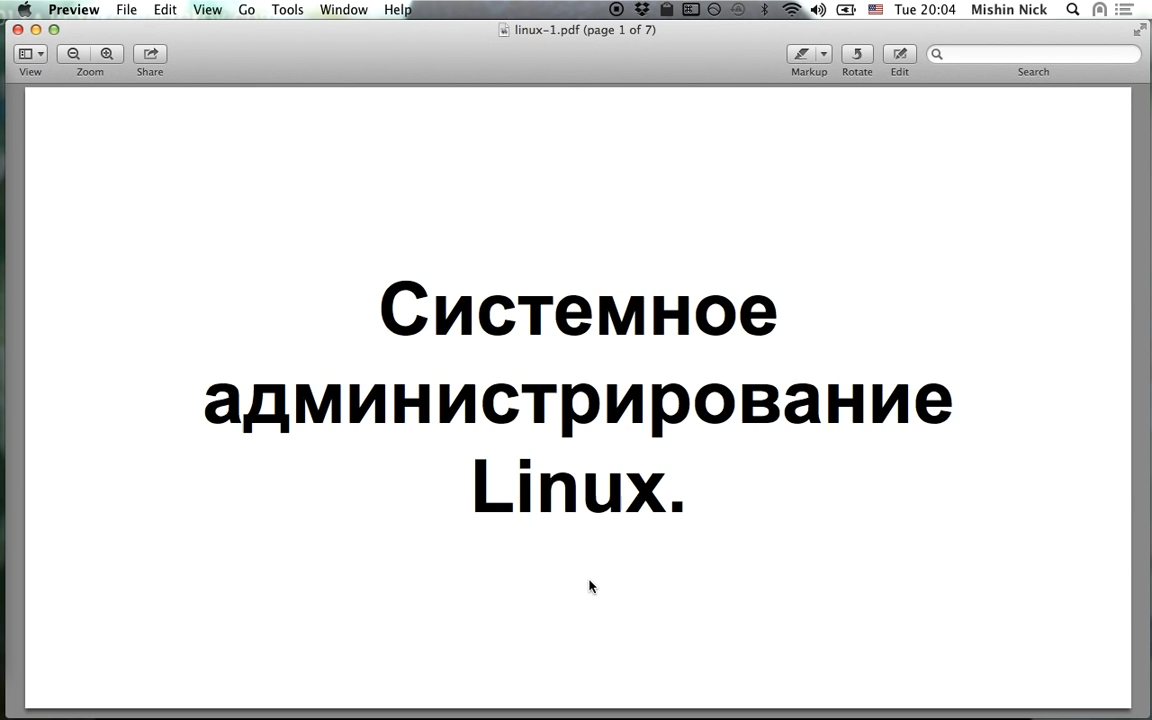 Preview File Edit View Go Tools Window Help Tue 20:04 Mishin Nick
linux-1.pdf (page 1 of 7)
View Zoom Share Markup Rotate Edit Search
Системное
администрирование
Linux.